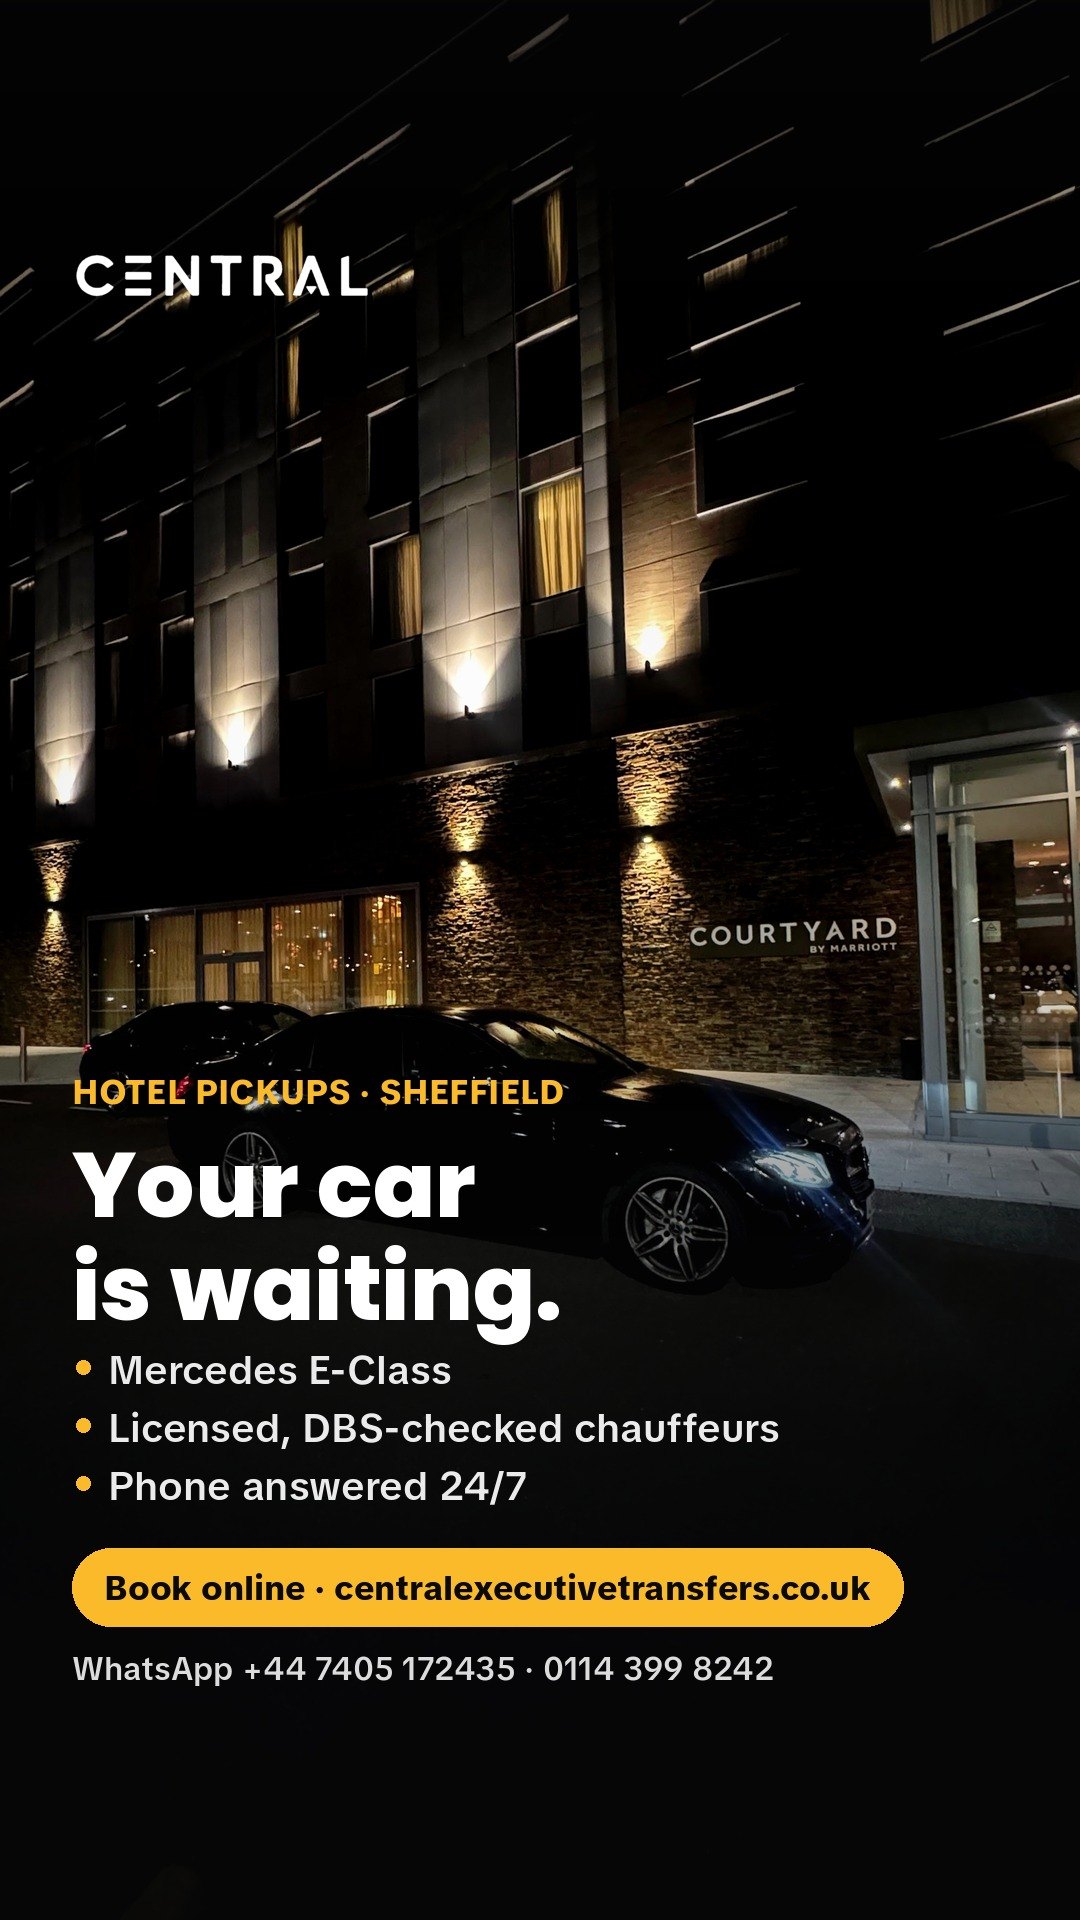 CENTRAL
COURTYARD
BY MARRIOTT
HOTEL PICKUPS · SHEFFIELD
Your car
is waiting.
• Mercedes E-Class
• Licensed, DBS-checked chauffeurs
• Phone answered 24/7
Book online · centralexecutivetransfers.co.uk
WhatsApp +44 7405 172435 · 0114 399 8242